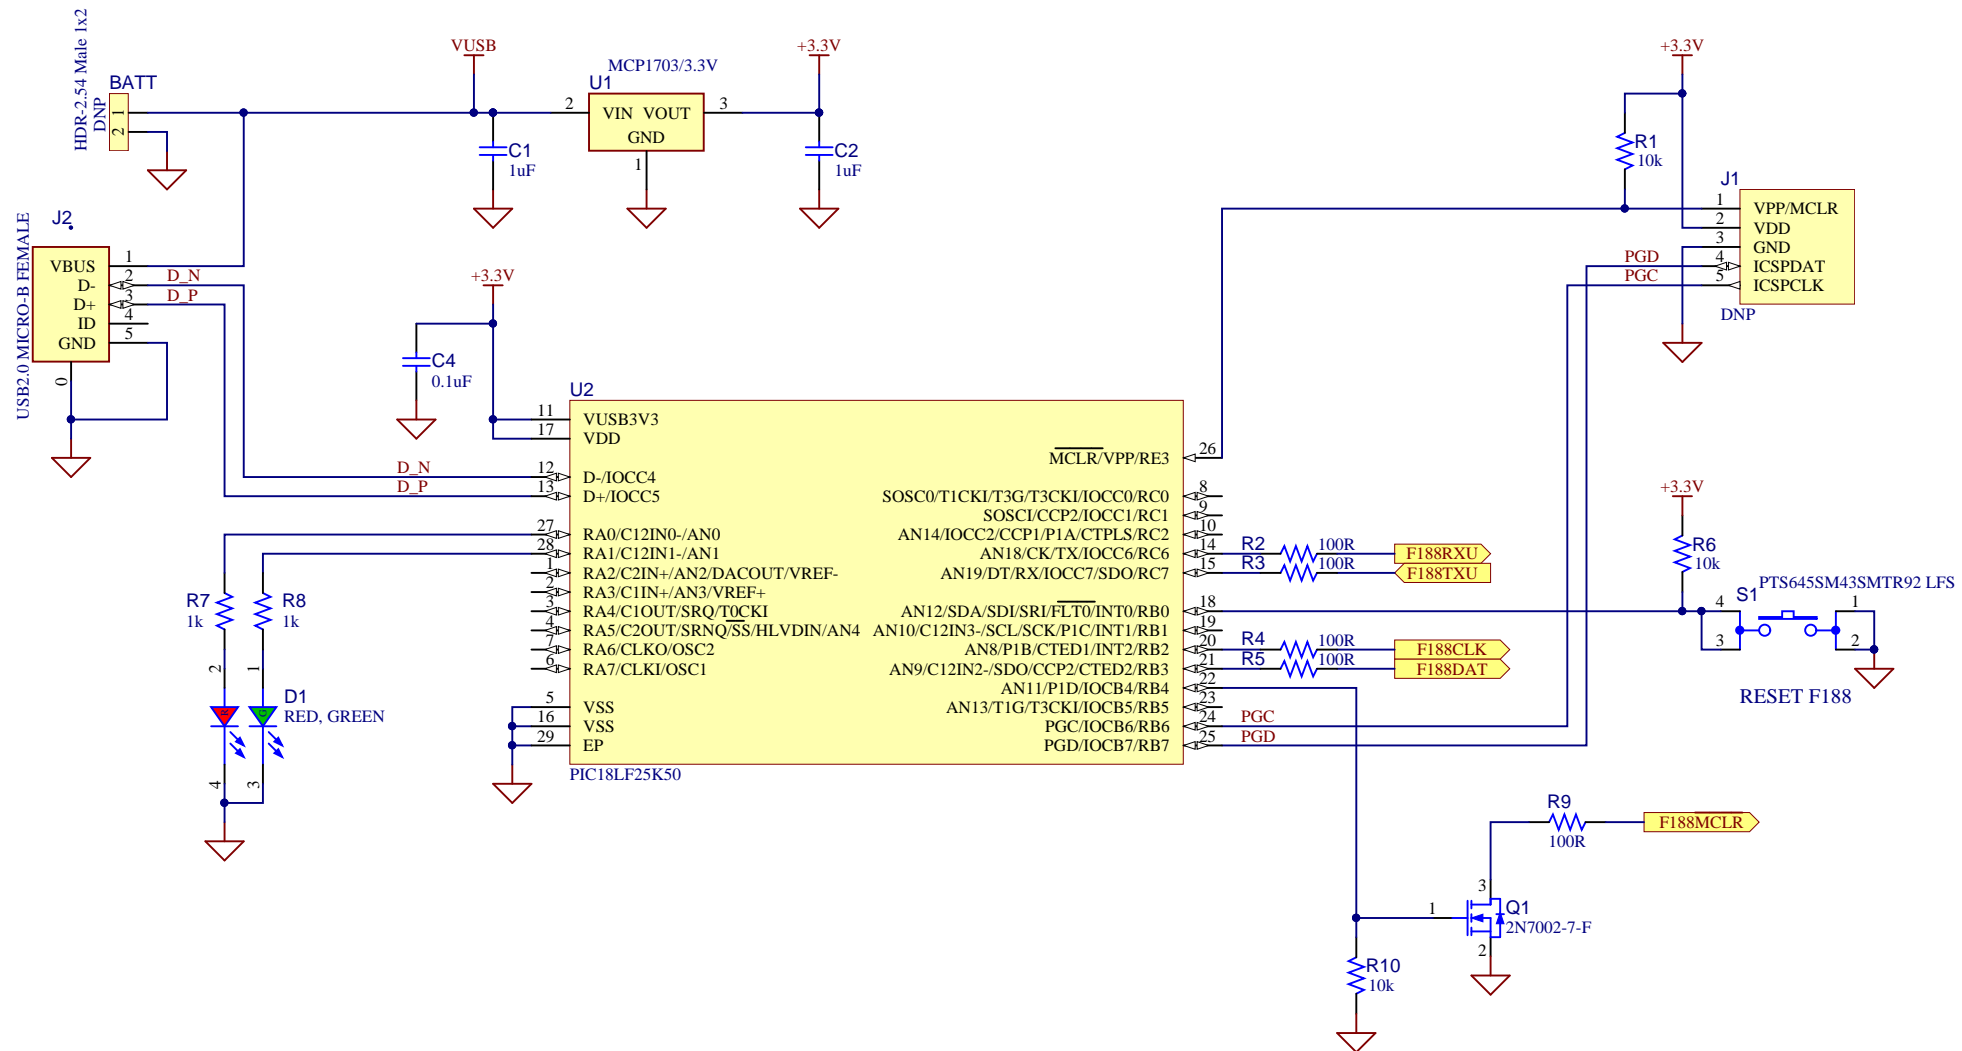 HDR-2.54 Male 1x2
DNP
BATT
1
2
VUSB
U1
MCP1703/3.3V
2
VIN VOUT
3
GND
1
+3.3V
C1
1uF
C2
1uF
J2
USB2.0 MICRO-B FEMALE
VBUS
1
D-
2
D_N
D+
3
D_P
ID
4
GND
5
0
+3.3V
C4
0.1uF
+3.3V
R1
10k
J1
1
VPP/MCLR
2
VDD
3
GND
PGD
4
ICSPDAT
PGC
5
ICSPCLK
DNP
U2
11
VUSB3V3
17
VDD
D_N
12
D-/IOCC4
D_P
13
D+/IOCC5
27
RA0/C12IN0-/AN0
28
RA1/C12IN1-/AN1
1
RA2/C2IN+/AN2/DACOUT/VREF-
2
RA3/C1IN+/AN3/VREF+
3
RA4/C1OUT/SRQ/T0CKI
4
RA5/C2OUT/SRNQ/SS/HLVDIN/AN4
7
RA6/CLKO/OSC2
6
RA7/CLKI/OSC1
5
VSS
16
VSS
29
EP
PIC18LF25K50
MCLR/VPP/RE3
26
SOSC0/T1CKI/T3G/T3CKI/IOCC0/RC0
8
SOSCI/CCP2/IOCC1/RC1
9
AN14/IOCC2/CCP1/P1A/CTPLS/RC2
10
AN18/CK/TX/IOCC6/RC6
14
R2
100R
F188RXU
AN19/DT/RX/IOCC7/SDO/RC7
15
R3
100R
F188TXU
AN12/SDA/SDI/SRI/FLT0/INT0/RB0
18
AN10/C12IN3-/SCL/SCK/P1C/INT1/RB1
19
AN8/P1B/CTED1/INT2/RB2
20
R4
100R
F188CLK
AN9/C12IN2-/SDO/CCP2/CTED2/RB3
21
R5
100R
F188DAT
AN11/P1D/IOCB4/RB4
22
AN13/T1G/T3CKI/IOCB5/RB5
23
PGC/IOCB6/RB6
24
PGC
PGD/IOCB7/RB7
25
PGD
R7
1k
R8
1k
2
1
R
G
D1
RED, GREEN
4
3
+3.3V
R6
10k
S1
PTS645SM43SMTR92 LFS
4
1
3
2
RESET F188
R9
100R
F188MCLR
3
1
Q1
2N7002-7-F
2
R10
10k